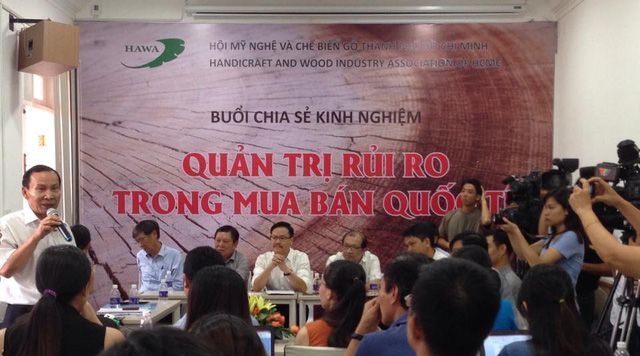 HAWA
HỘI MỸ NGHỆ VÀ CHẾ BIẾN GỖ THÀNH PHỐ HỒ CHÍ MINH
HANDICRAFT AND WOOD INDUSTRY ASSOCIATION OF HCMC
BUỔI CHIA SẺ KINH NGHIỆM
QUẢN TRỊ RỦI RO
TRONG MUA BÁN QUỐC